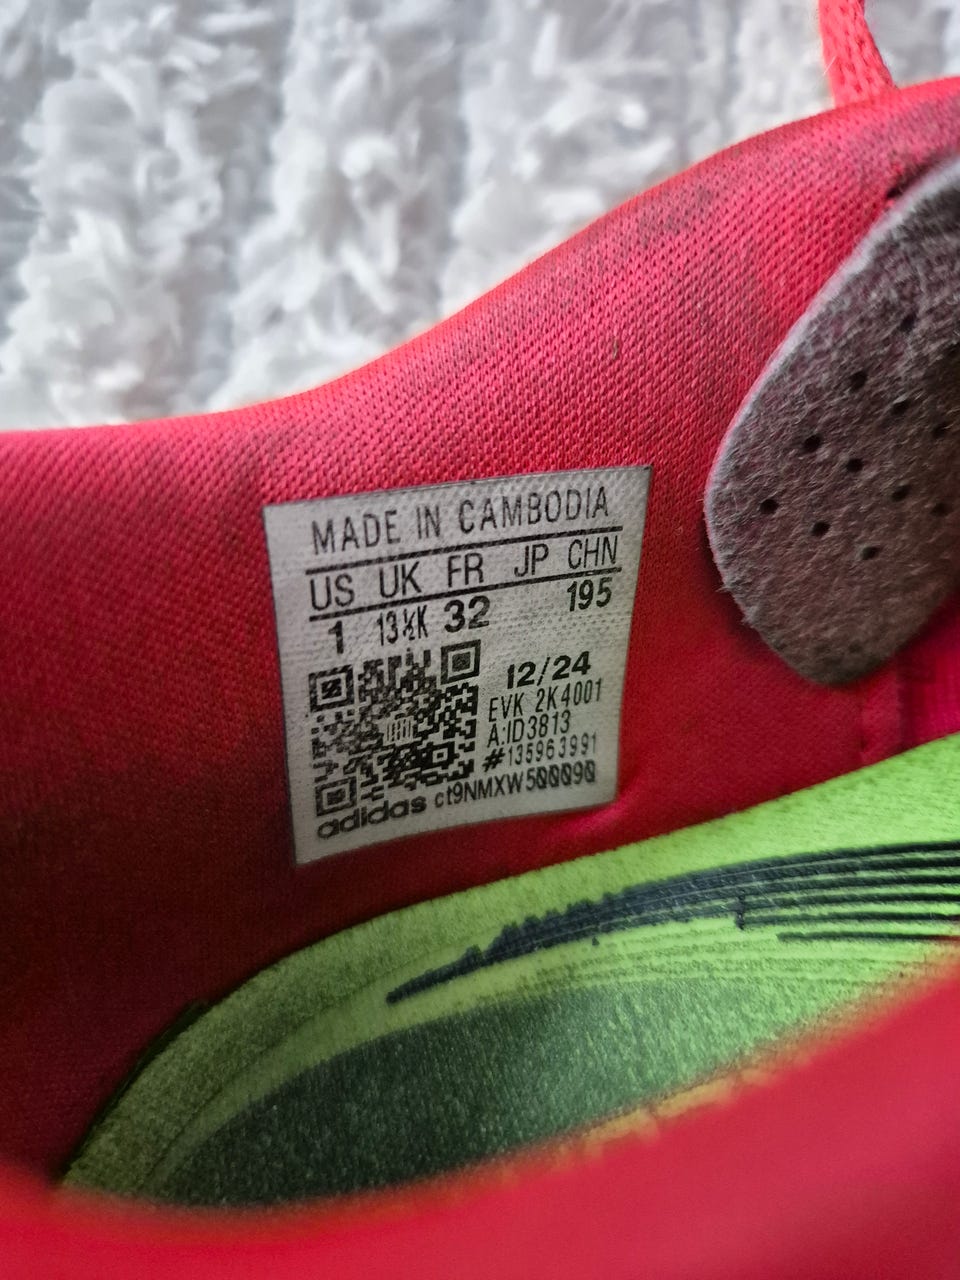 MADE IN CAMBODIA
US UK FR JP CHN
1 13½K 32 195
12/24
EVK 2K4001
A:ID3813
#135963991
adidas ct9NMXW500090